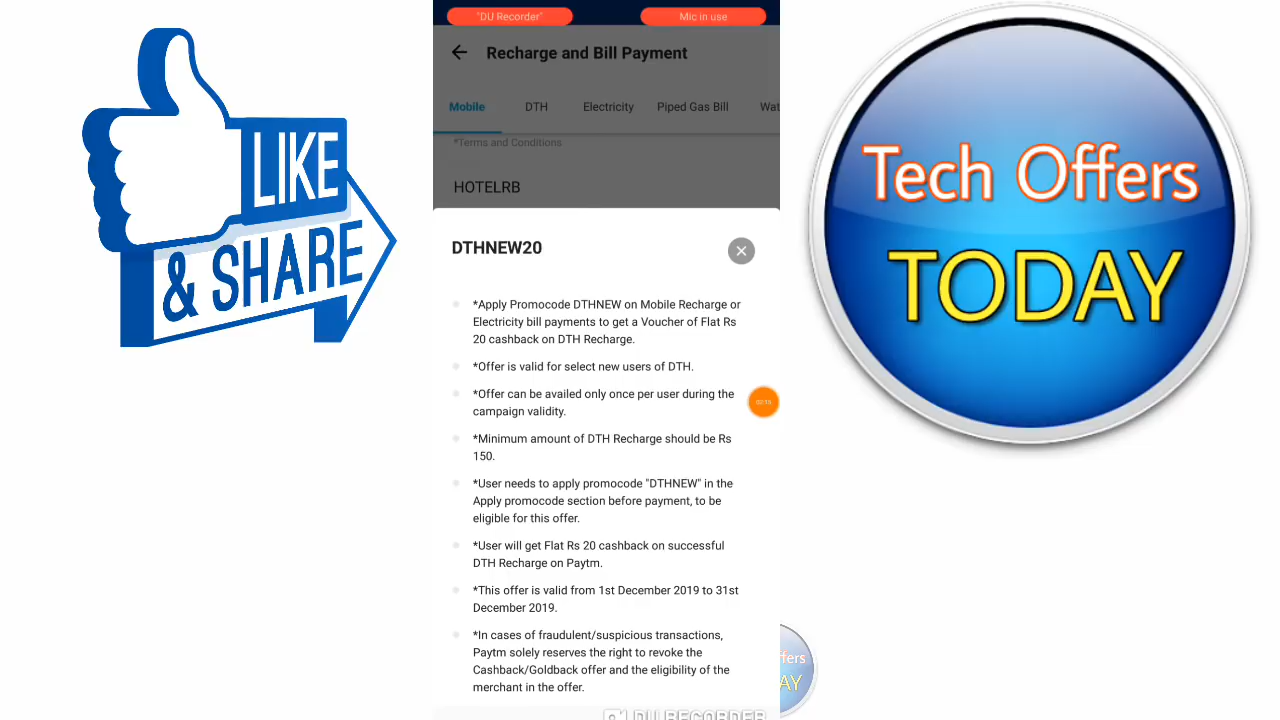 "DU Recorder"
Mic in use
Recharge and Bill Payment
Mobile
DTH
Electricity
Piped Gas Bill
Wat
*Terms and Conditions
HOTELRB
DTHNEW20
*Apply Promocode DTHNEW on Mobile Recharge or
Electricity bill payments to get a Voucher of Flat Rs
20 cashback on DTH Recharge.
*Offer is valid for select new users of DTH.
*Offer can be availed only once per user during the
campaign validity.
*Minimum amount of DTH Recharge should be Rs
150.
*User needs to apply promocode "DTHNEW" in the
Apply promocode section before payment, to be
eligible for this offer.
*User will get Flat Rs 20 cashback on successful
DTH Recharge on Paytm.
*This offer is valid from 1st December 2019 to 31st
December 2019.
*In cases of fraudulent/suspicious transactions,
Paytm solely reserves the right to revoke the
Cashback/Goldback offer and the eligibility of the
merchant in the offer.
LIKE
& SHARE
Tech Offers
TODAY
ffers
AY
DU RECORDER